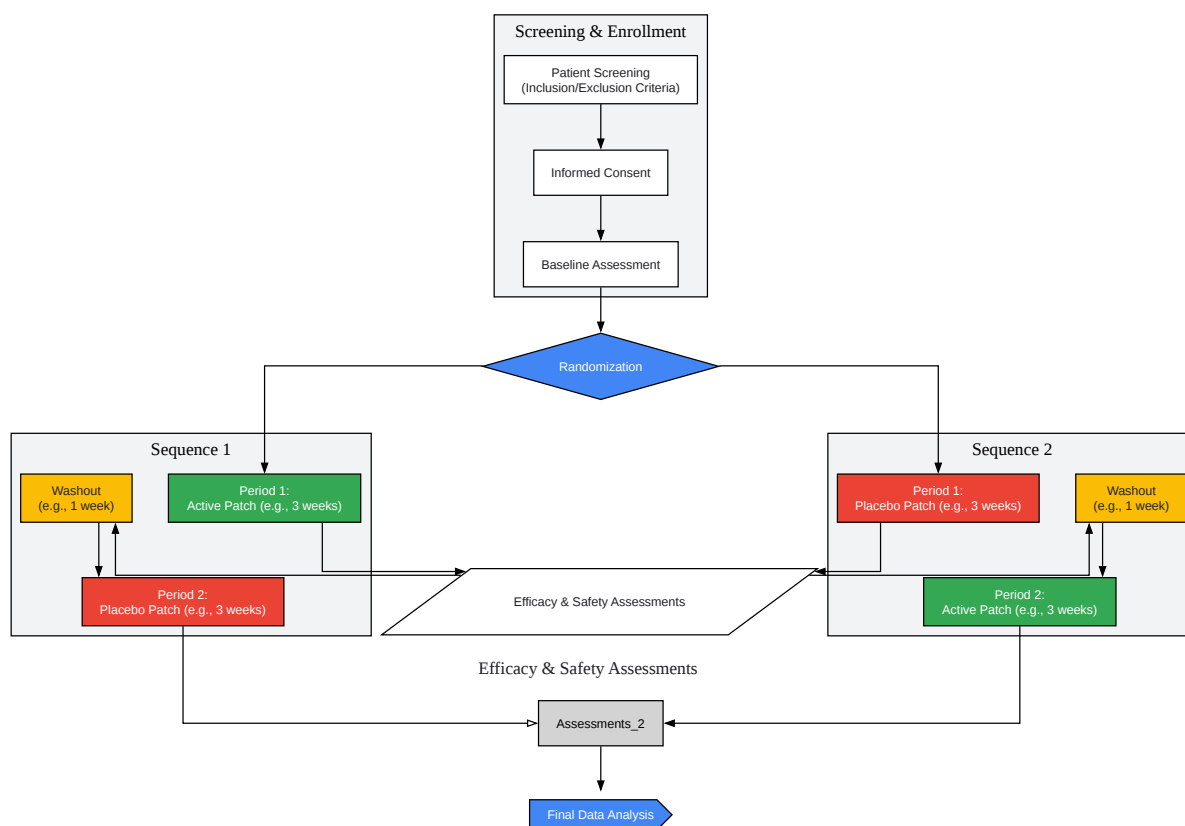 Screening & Enrollment
Patient Screening
(Inclusion/Exclusion Criteria)
Informed Consent
Baseline Assessment
Randomization
Sequence 1
Washout
(e.g., 1 week)
Period 1:
Active Patch (e.g., 3 weeks)
Period 2:
Placebo Patch (e.g., 3 weeks)
Sequence 2
Period 1:
Placebo Patch (e.g., 3 weeks)
Washout
(e.g., 1 week)
Period 2:
Active Patch (e.g., 3 weeks)
Efficacy & Safety Assessments
Efficacy & Safety Assessments
Assessments_2
Final Data Analysis